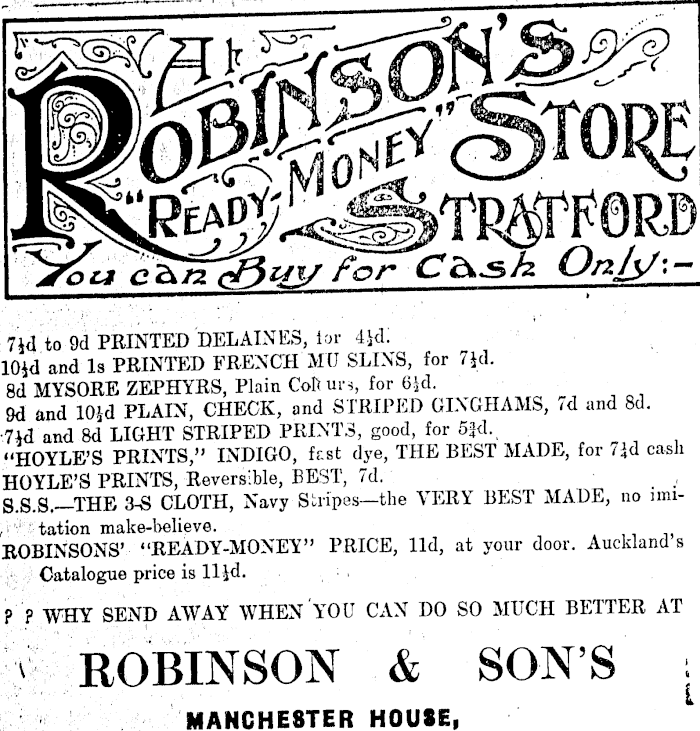 At
ROBINSON'S
"READY-MONEY" STORE
STRATFORD
You can Buy for Cash Only:-
7½d to 9d PRINTED DELAINES, for 4½d.
10½d and 1s PRINTED FRENCH MUSLINS, for 7½d.
8d MYSORE ZEPHYRS, Plain Colours, for 6½d.
9d and 10½d PLAIN, CHECK, and STRIPED GINGHAMS, 7d and 8d.
7½d and 8d LIGHT STRIPED PRINTS, good, for 5¾d.
"HOYLE'S PRINTS," INDIGO, fast dye, THE BEST MADE, for 7¼d cash
HOYLE'S PRINTS, Reversible, BEST, 7d.
S.S.S.—THE 3-S CLOTH, Navy Stripes—the VERY BEST MADE, no imi-
tation make-believe.
ROBINSONS' "READY-MONEY" PRICE, 11d, at your door. Auckland's
Catalogue price is 11½d.
? ? WHY SEND AWAY WHEN YOU CAN DO SO MUCH BETTER AT
ROBINSON & SON'S
MANCHESTER HOUSE,